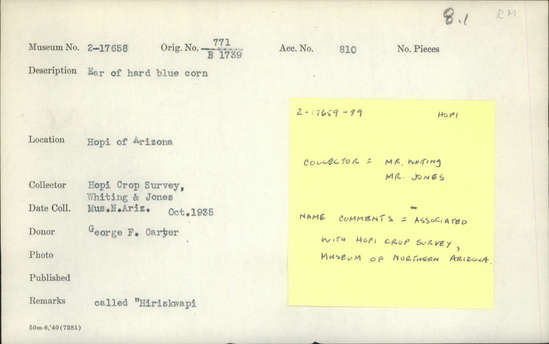 8.1 RM
Museum No. 2-17658 Orig. No. 771 Acc. No. 810 No. Pieces
B 1739
Description Ear of hard blue corn
2-17659-89 HOPI
Location Hopi of Arizona
COLLECTOR = MR. WHITING
MR. JONES
Collector Hopi Crop Survey,
Whiting & Jones
Date Coll. Mus.N.Ariz. Oct.1935
NAME COMMENTS = ASSOCIATED
WITH HOPI CROP SURVEY,
MUSEUM OF NORTHERN ARIZONA.
Donor George F. Carter
Photo
Published
Remarks called "Hiriskwapi
50m-8,'40(7281)